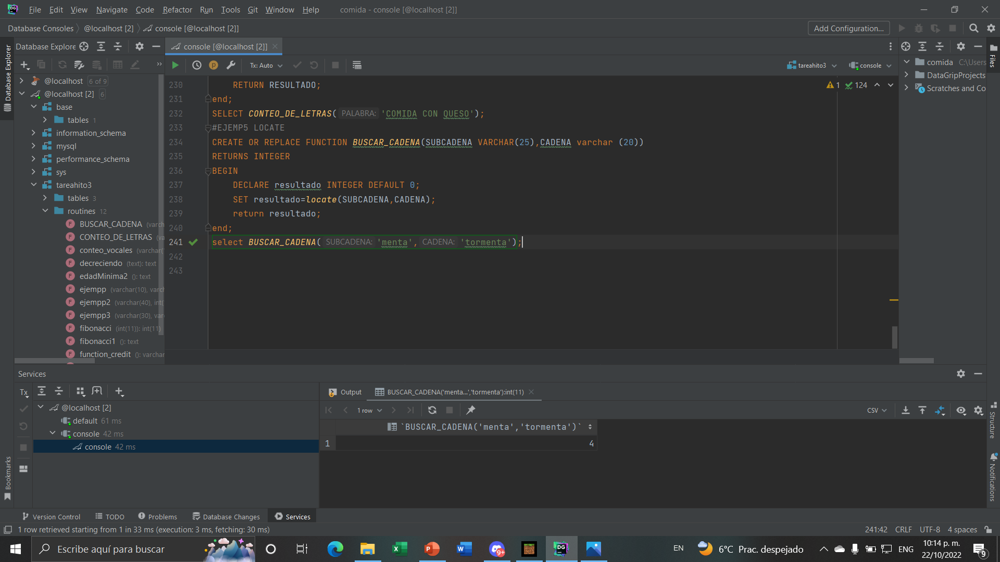 File Edit View Navigate Code Refactor Run Tools Git Window Help comida - console [@localhost [2]]
Database Consoles @localhost [2] console [@localhost [2]] Add Configuration...
Database Explorer
Database Explore
console [@localhost [2]]
Tx: Auto tareahito3 console
@localhost 6 of 9
@localhost [2] 6
base
tables 1
information_schema
mysql
performance_schema
sys
tareahito3
tables 3
routines 12
BUSCAR_CADENA (varch
CONTEO_DE_LETRAS (va
conteo_vocales (varchar(1
decreciendo (text): text
edadMinima2 (): text
ejempp (varchar(10), varch
ejempp2 (varchar(40), int(
ejempp3 (varchar(30), var
fibonacci (int(11)): int(11)
fibonacci1 (): text
function_credit (): varchar
1 124
230 RETURN RESULTADO;
231 end;
232 SELECT CONTEO_DE_LETRAS( PALABRA: 'COMIDA CON QUESO');
233 #EJEMP5 LOCATE
234 CREATE OR REPLACE FUNCTION BUSCAR_CADENA(SUBCADENA VARCHAR(25),CADENA varchar (20))
235 RETURNS INTEGER
236 BEGIN
237 DECLARE resultado INTEGER DEFAULT 0;
238 SET resultado=locate(SUBCADENA,CADENA);
239 return resultado;
240 end;
241 select BUSCAR_CADENA( SUBCADENA: 'menta', CADENA: 'tormenta');
242
243
comida C:\Users
DataGripProjects
Scratches and Co
Files
Services
Tx
@localhost [2]
default 61 ms
console 42 ms
console 42 ms
Output BUSCAR_CADENA('menta...','tormenta'):int(11)
1 row CSV
`BUSCAR_CADENA('menta','tormenta')`
1 4
Structure
Notifications
Bookmarks
Version Control TODO Problems Database Changes Services
1 row retrieved starting from 1 in 33 ms (execution: 3 ms, fetching: 30 ms) 241:42 CRLF UTF-8 4 spaces
Escribe aquí para buscar
9+
DG
EN 6°C Prac. despejado ENG
10:14 p. m.
22/10/2022
9